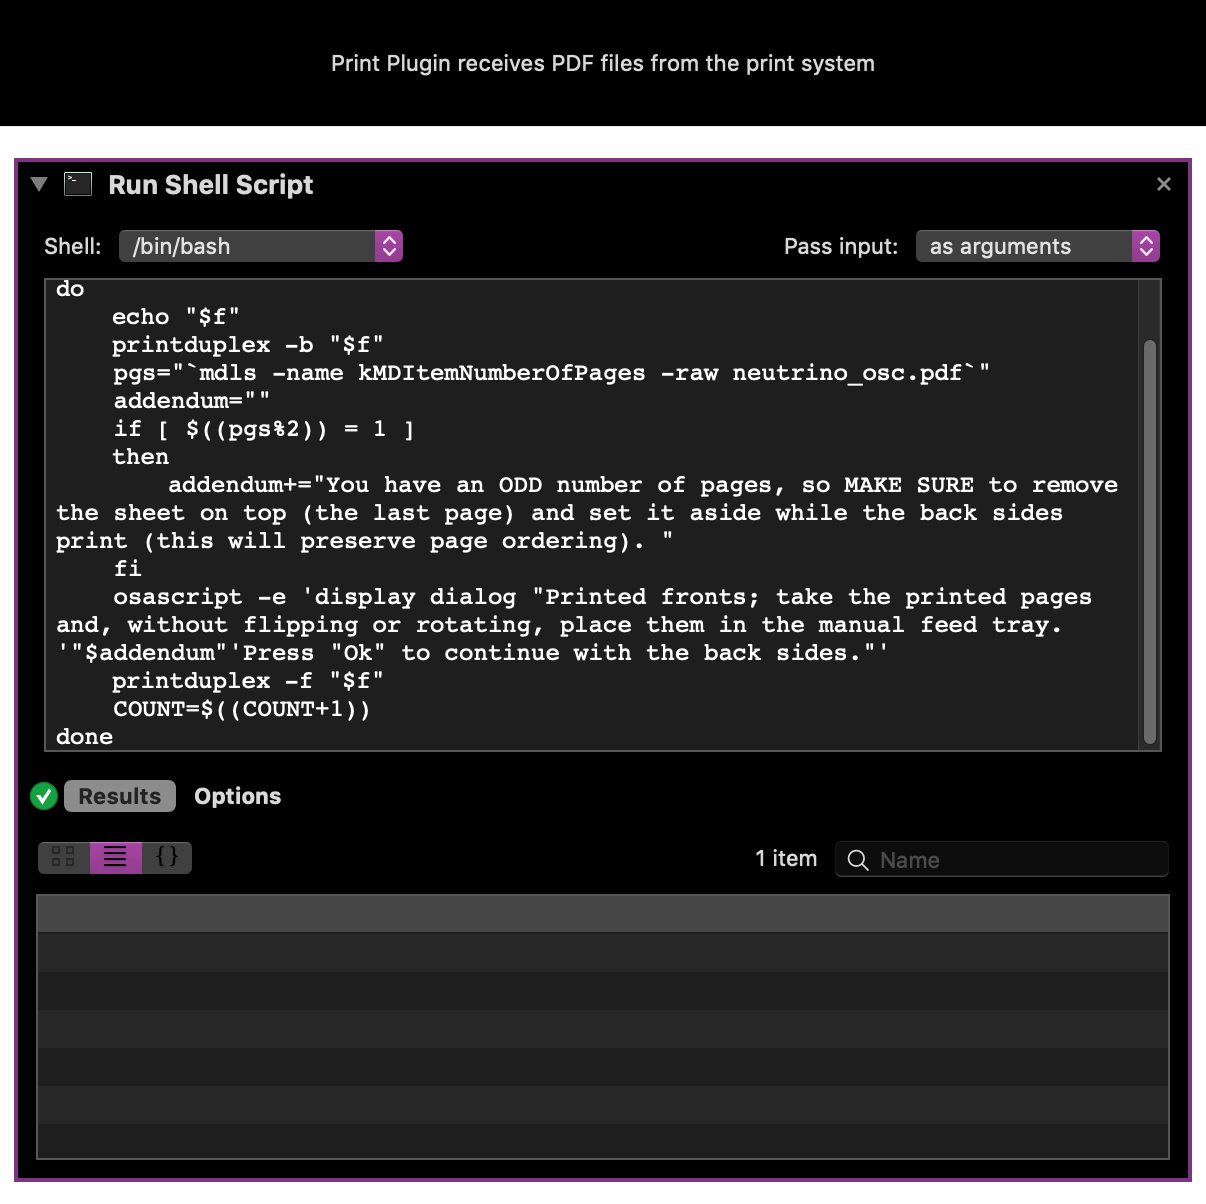 Print Plugin receives PDF files from the print system
Run Shell Script
Shell: /bin/bash Pass input: as arguments
do
    echo "$f"
    printduplex -b "$f"
    pgs="`mdls -name kMDItemNumberOfPages -raw neutrino_osc.pdf`"
    addendum=""
    if [ $((pgs%2)) = 1 ]
    then
        addendum+="You have an ODD number of pages, so MAKE SURE to remove
the sheet on top (the last page) and set it aside while the back sides
print (this will preserve page ordering). "
    fi
    osascript -e 'display dialog "Printed fronts; take the printed pages
and, without flipping or rotating, place them in the manual feed tray.
'"$addendum"'Press "Ok" to continue with the back sides."'
    printduplex -f "$f"
    COUNT=$((COUNT+1))
done
Results Options
{} 1 item Name